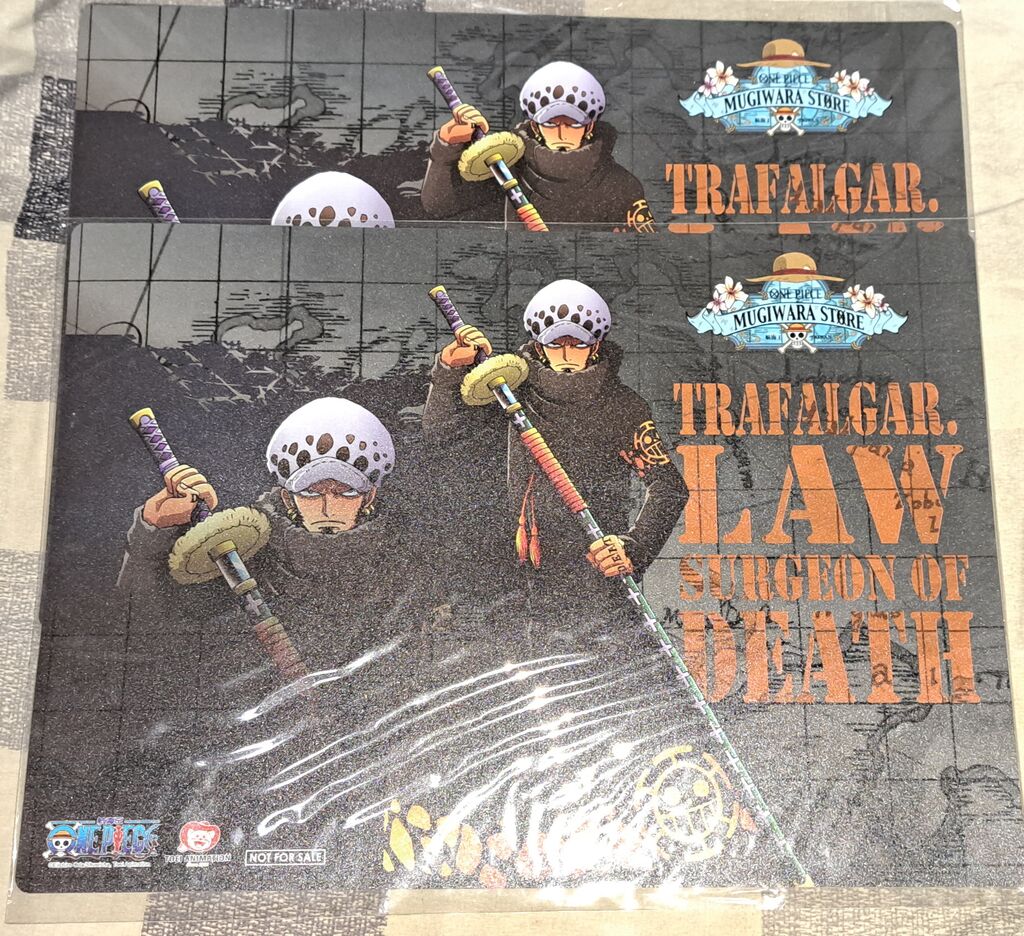 ONE PIECE
MUGIWARA STORE
TRAFALGAR.
ONE PIECE
MUGIWARA STORE
TRAFALGAR.
LAW
SURGEON OF
DEATH
DEAT
ONE PIECE
TOEI ANIMATION
NOT FOR SALE